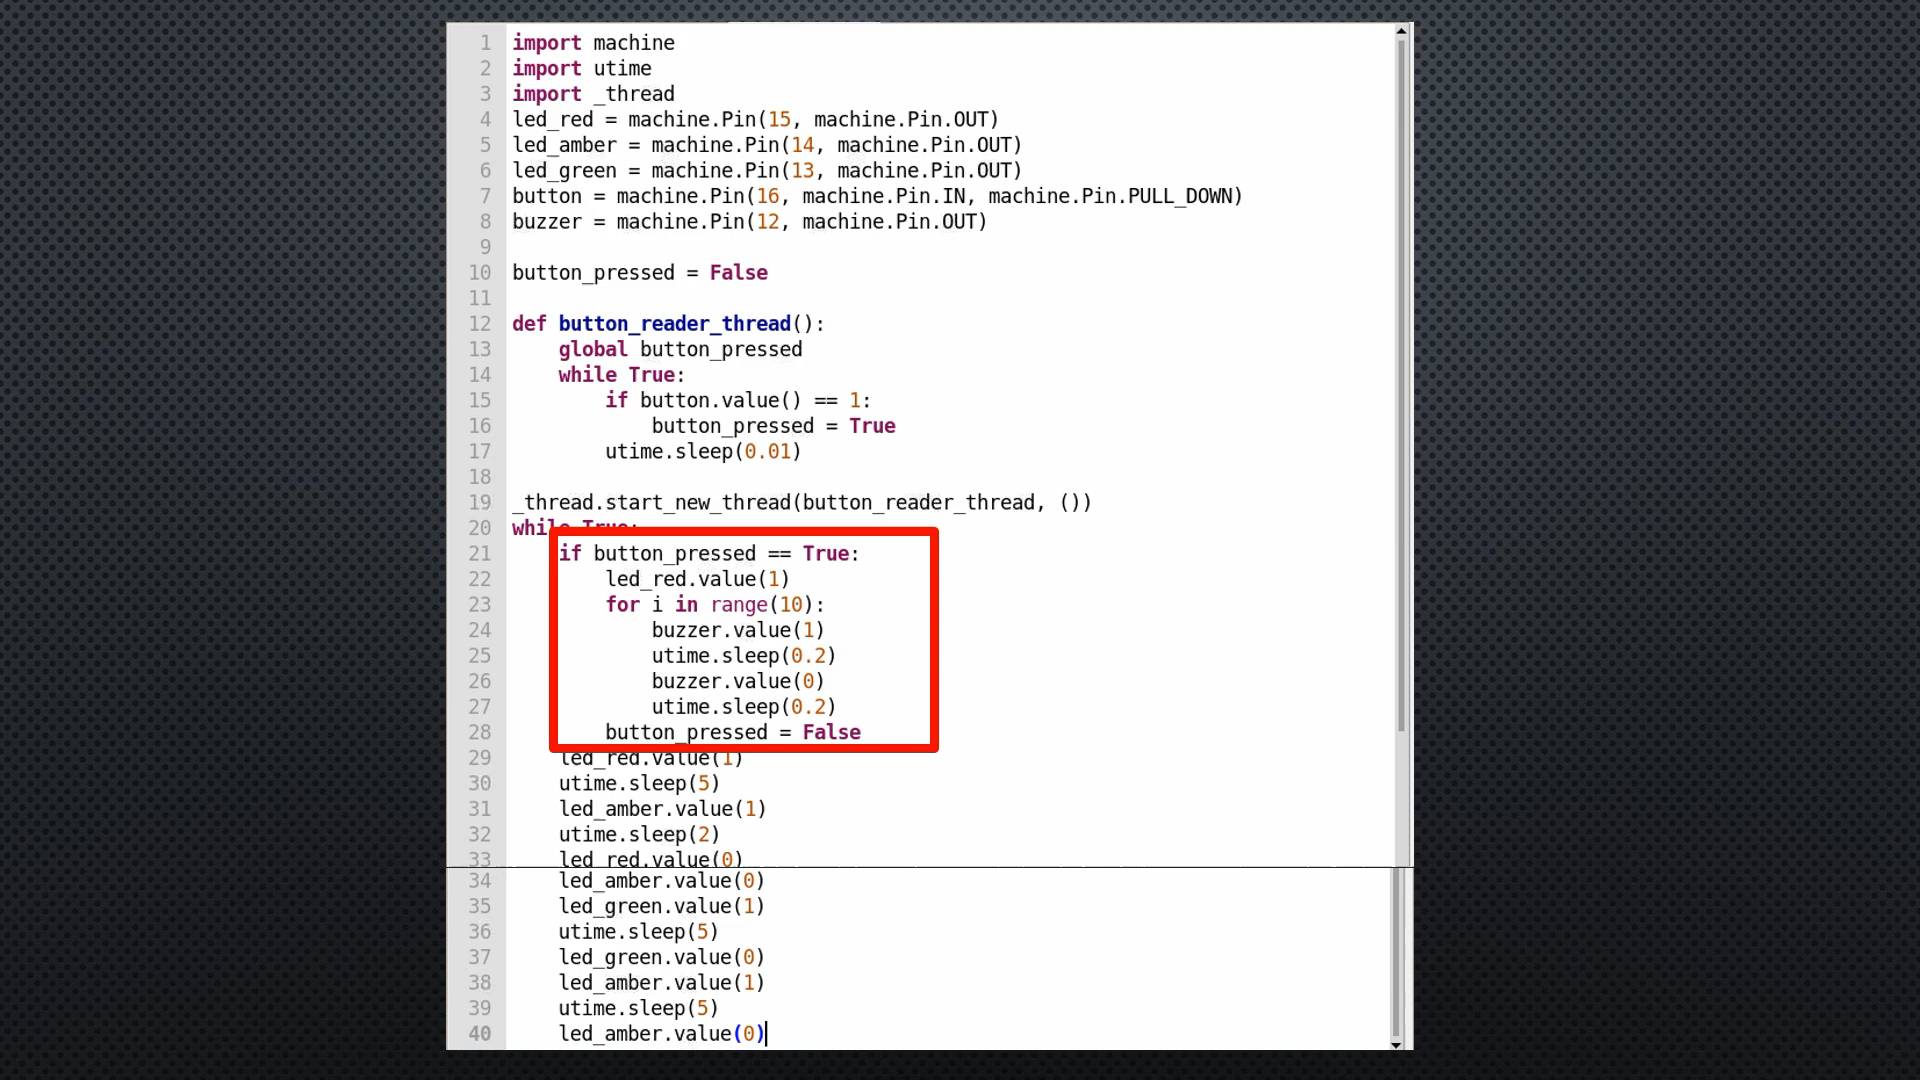 1 import machine
2 import utime
3 import _thread
4 led_red = machine.Pin(15, machine.Pin.OUT)
5 led_amber = machine.Pin(14, machine.Pin.OUT)
6 led_green = machine.Pin(13, machine.Pin.OUT)
7 button = machine.Pin(16, machine.Pin.IN, machine.Pin.PULL_DOWN)
8 buzzer = machine.Pin(12, machine.Pin.OUT)
9
10 button_pressed = False
11
12 def button_reader_thread():
13     global button_pressed
14     while True:
15         if button.value() == 1:
16             button_pressed = True
17         utime.sleep(0.01)
18
19 _thread.start_new_thread(button_reader_thread, ())
20 while True:
21     if button_pressed == True:
22         led_red.value(1)
23         for i in range(10):
24             buzzer.value(1)
25             utime.sleep(0.2)
26             buzzer.value(0)
27             utime.sleep(0.2)
28         button_pressed = False
29     led_red.value(1)
30     utime.sleep(5)
31     led_amber.value(1)
32     utime.sleep(2)
33     led_red.value(0)
34     led_amber.value(0)
35     led_green.value(1)
36     utime.sleep(5)
37     led_green.value(0)
38     led_amber.value(1)
39     utime.sleep(5)
40     led_amber.value(0)